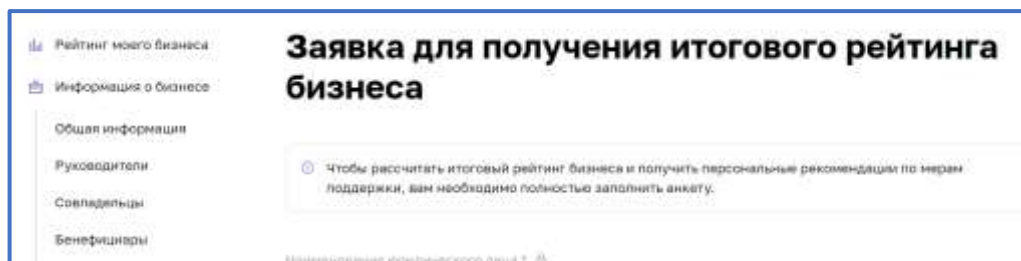 Рейтинг моего бизнеса
Информация о бизнесе
Общая информация
Руководители
Совладельцы
Бенефициары
Заявка для получения итогового рейтинга
бизнеса
Чтобы рассчитать итоговый рейтинг бизнеса и получить персональные рекомендации по мерам
поддержки, вам необходимо полностью заполнить анкету.